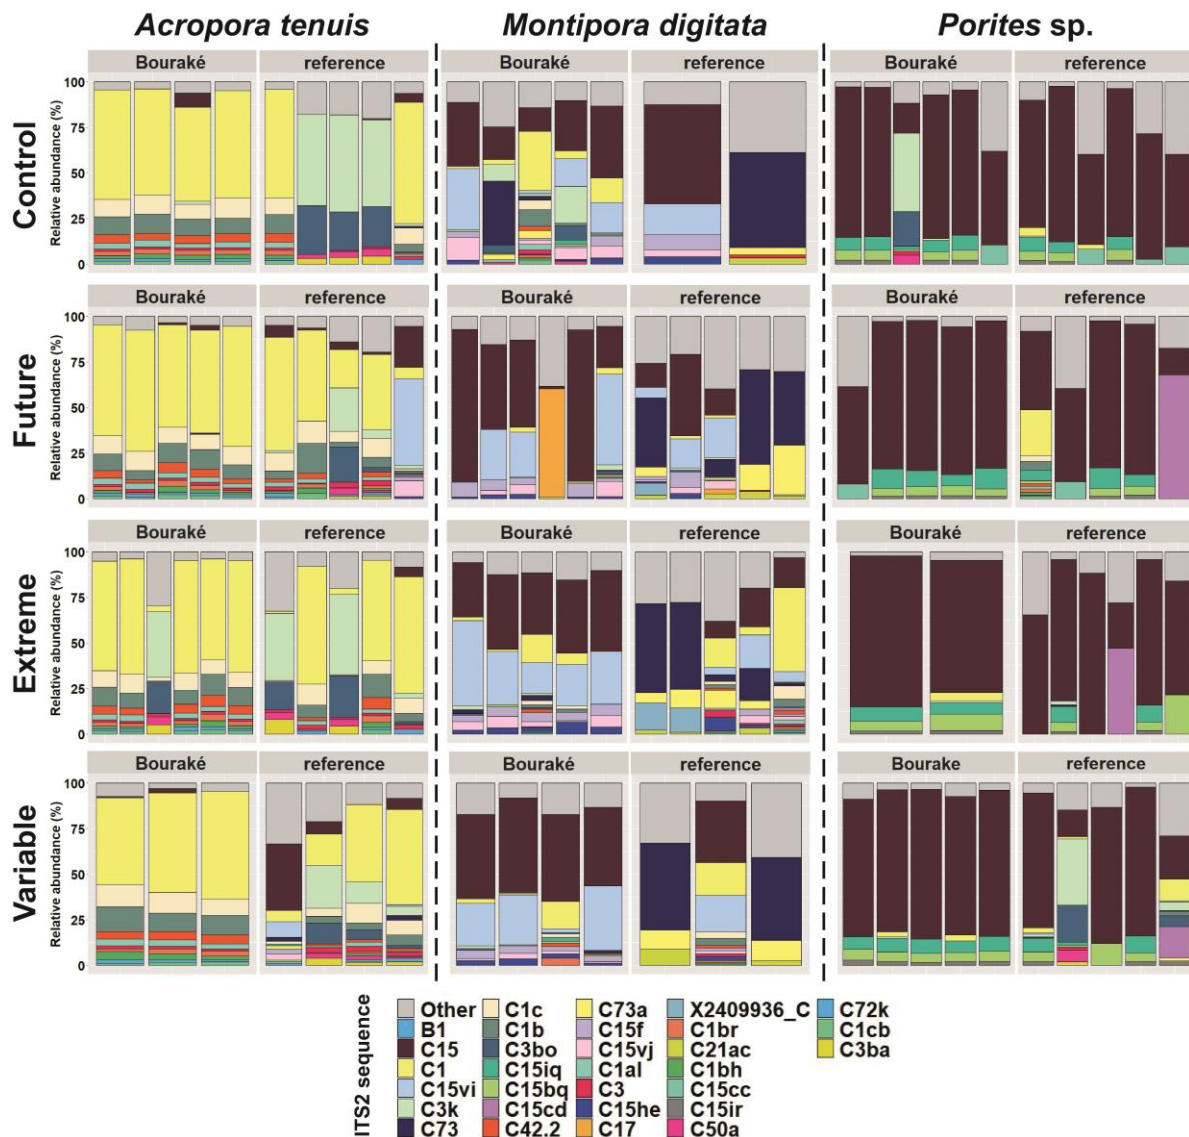 Acropora tenuis Montipora digitata Porites sp.
Control
Bouraké reference Bouraké reference Bouraké reference
Relative abundance (%)
100
75
50
25
0
Future
Bouraké reference Bouraké reference Bouraké reference
Relative abundance (%)
100
75
50
25
0
Extreme
Bouraké reference Bouraké reference Bouraké reference
Relative abundance (%)
100
75
50
25
0
Variable
Bouraké reference Bouraké reference Bourake reference
Relative abundance (%)
100
75
50
25
0
ITS2 sequence
Other C1c C73a X2409936_C C72k
B1 C1b C15f C1br C1cb
C15 C3bo C15vj C21ac C3ba
C1 C15iq C1al C1bh
C15vi C15bq C3 C15cc
C3k C15cd C15he C15ir
C73 C42.2 C17 C50a